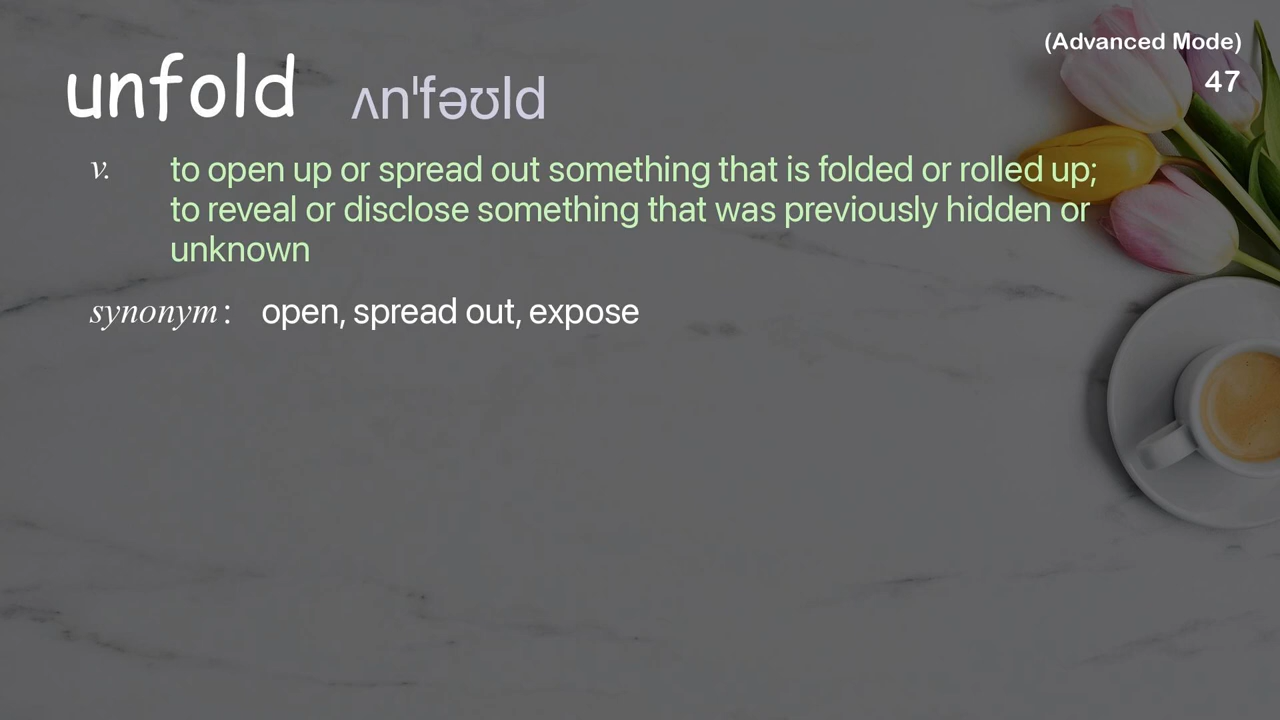 (Advanced Mode)
47
unfold ʌnˈfəʊld
v. to open up or spread out something that is folded or rolled up;
to reveal or disclose something that was previously hidden or
unknown
synonym : open, spread out, expose